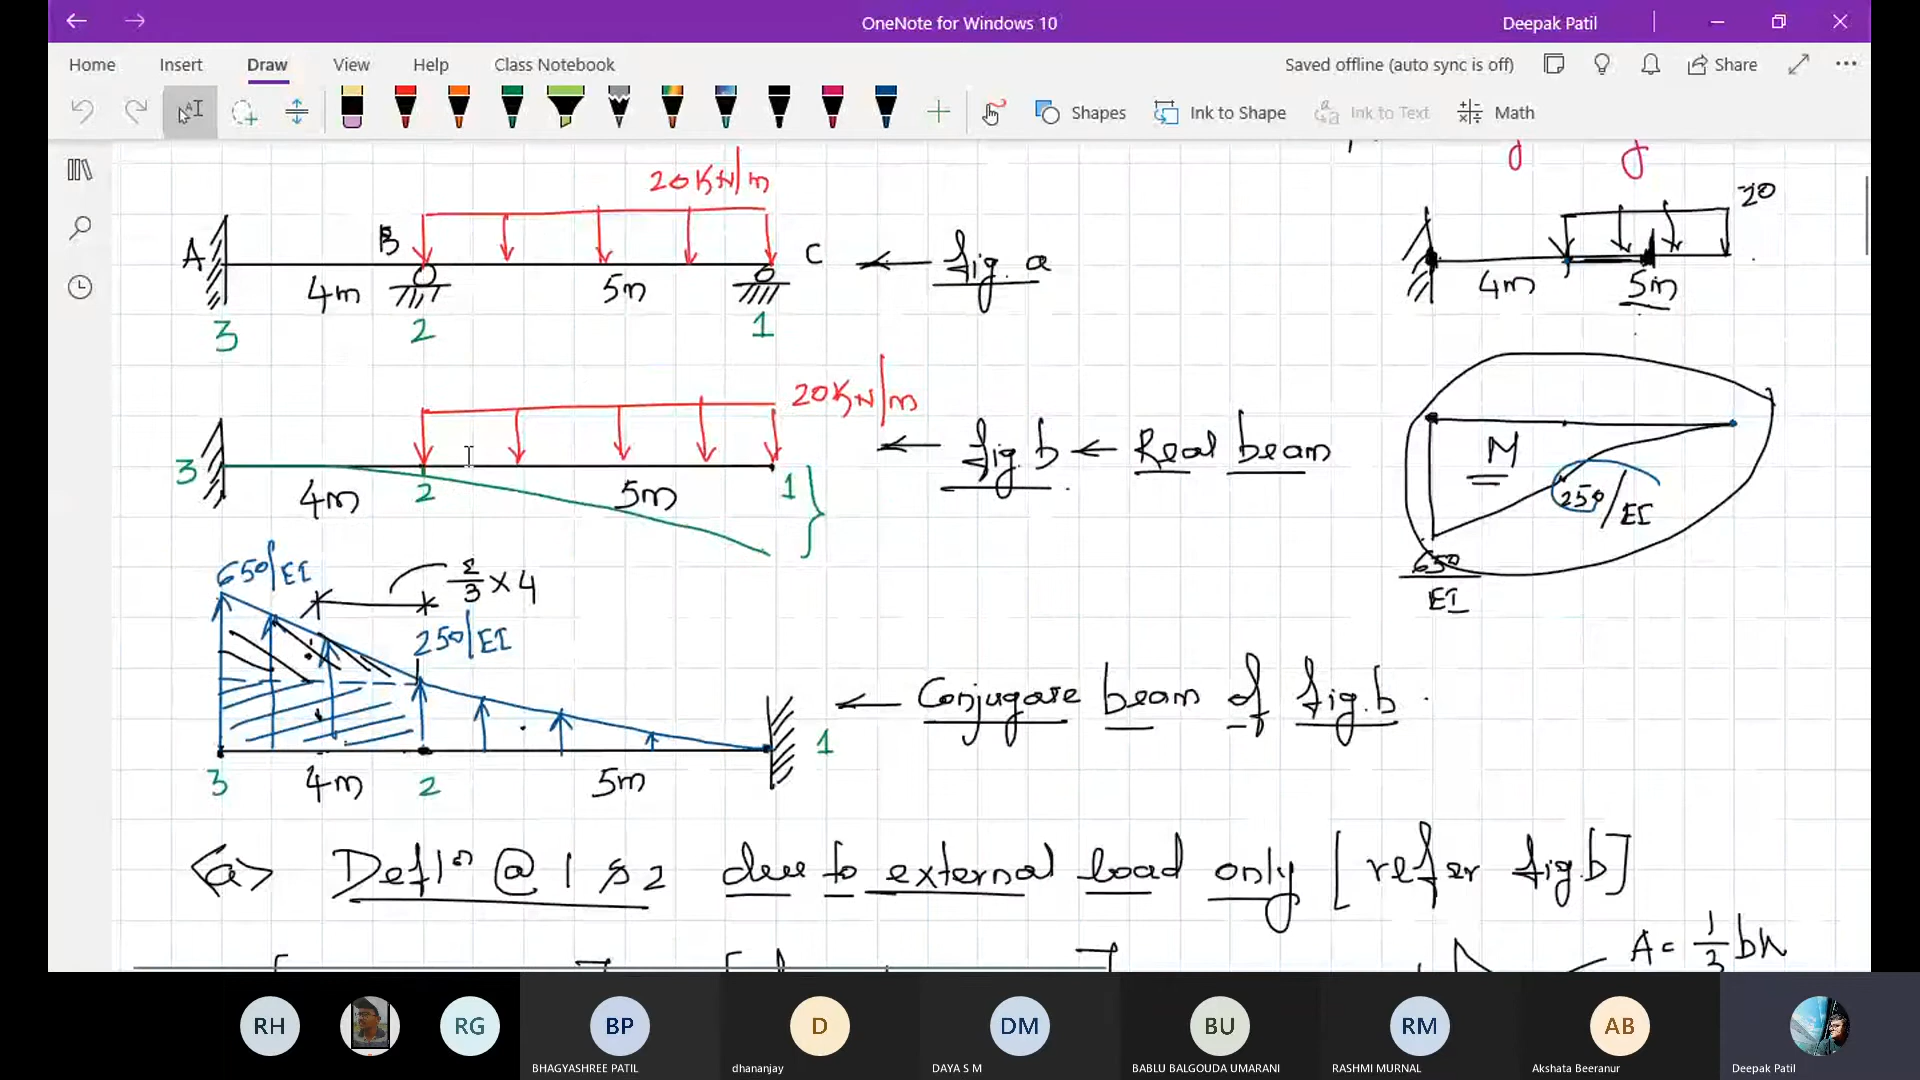 OneNote for Windows 10
Deepak Patil
Home Insert Draw View Help Class Notebook
Saved offline (auto sync is off) Share
Shapes Ink to Shape Ink to Text Math
20KN/m
20
A B C ← fig. a
4m 5m
4m 5m
3 2 1
20KN/m
3 2 1 ← fig. b ← Real beam
4m 5m
M
250/EI
650/EI
650/EI
2/3 × 4
250/EI
← Conjugate beam of fig. b
1
3 4m 2 5m
<a> Defln @ 1 & 2 due to external load only [refer fig. b]
A = 1/3 bh
RH RG BP D DM BU RM AB
BHAGYASHREE PATIL dhananjay DAYA S M BABLU BALGOUDA UMARANI RASHMI MURNAL Akshata Beeranur Deepak Patil